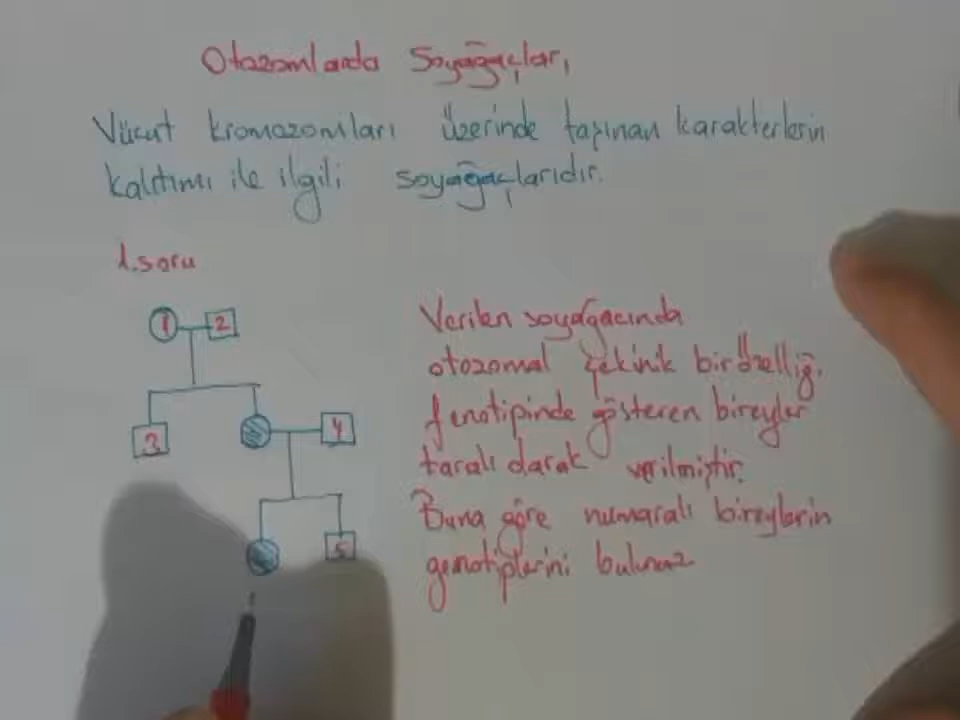 Otozomlarda Soyağaçları
Vücut kromozomları üzerinde taşınan karakterlerin
kalıtımı ile ilgili soyağaçlarıdır.
1.soru
1 2
3 4
5
Verilen soyağacında
otozomal çekinik bir özelliği
fenotipinde gösteren bireyler
taralı olarak verilmiştir.
Buna göre numaralı bireylerin
genotiplerini bulunuz